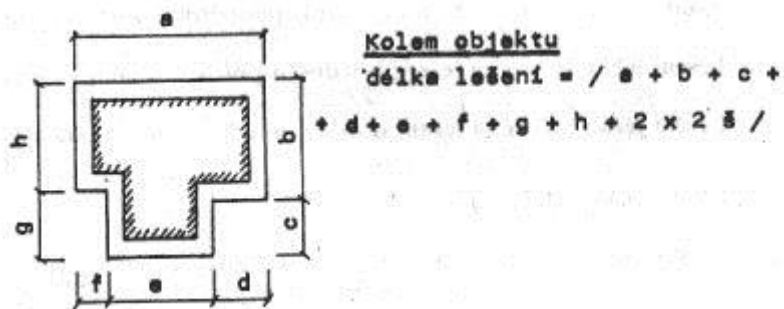 a
Kolem objektu
délka lešení = / a + b + c +
+ d + e + f + g + h + 2 x 2 š /
h
b
g
c
f
e
d